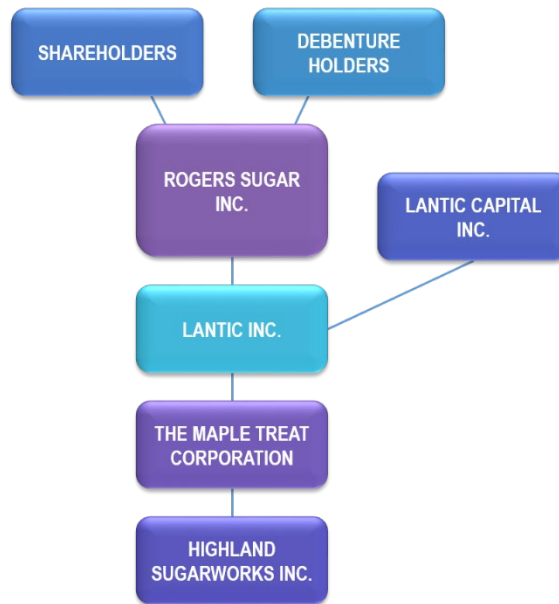 SHAREHOLDERS
DEBENTURE
HOLDERS
ROGERS SUGAR
INC.
LANTIC CAPITAL
INC.
LANTIC INC.
THE MAPLE TREAT
CORPORATION
HIGHLAND
SUGARWORKS INC.